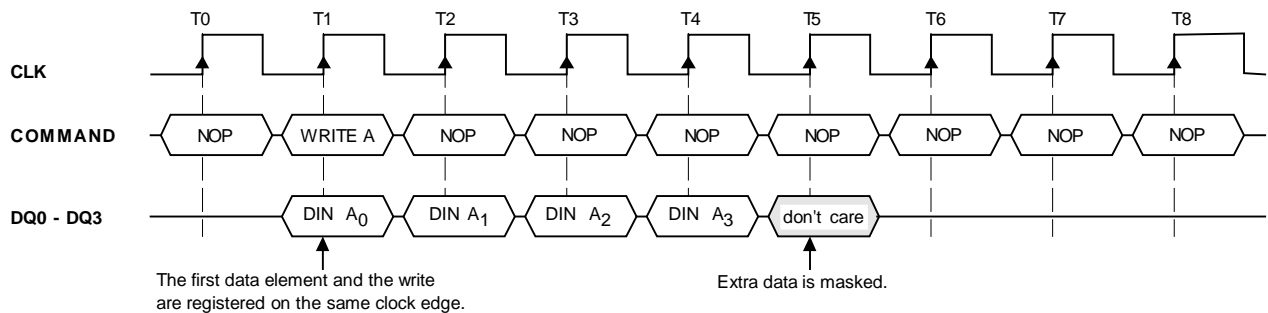 T0 T1 T2 T3 T4 T5 T6 T7 T8
CLK
COMMAND NOP WRITE A NOP NOP NOP NOP NOP NOP NOP
DQ0 - DQ3 DIN A0 DIN A1 DIN A2 DIN A3 don't care
The first data element and the write
are registered on the same clock edge.
Extra data is masked.